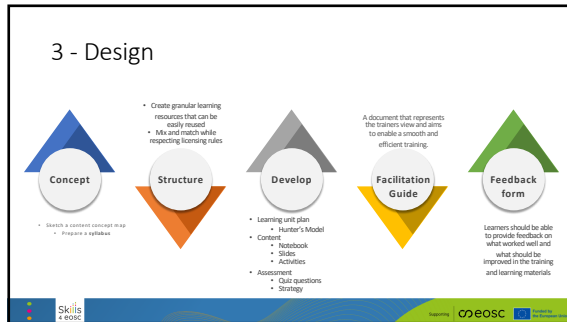 3 - Design
• Create granular learning
resources that can be
easily reused
• Mix and match while
respecting licensing rules
A document that represents
the trainers view and aims
to enable a smooth and
efficient training.
Concept
Structure
Develop
Facilitation
Guide
Feedback
form
• Sketch a content concept map
• Prepare a syllabus
• Learning unit plan
• Hunter's Model
• Content
• Notebook
• Slides
• Activities
• Assessment
• Quiz questions
• Strategy
Learners should be able
to provide feedback on
what worked well and
what should be
improved in the training
and learning materials
Skills
4 eosc
Supporting
eosc
Funded by
the European Union